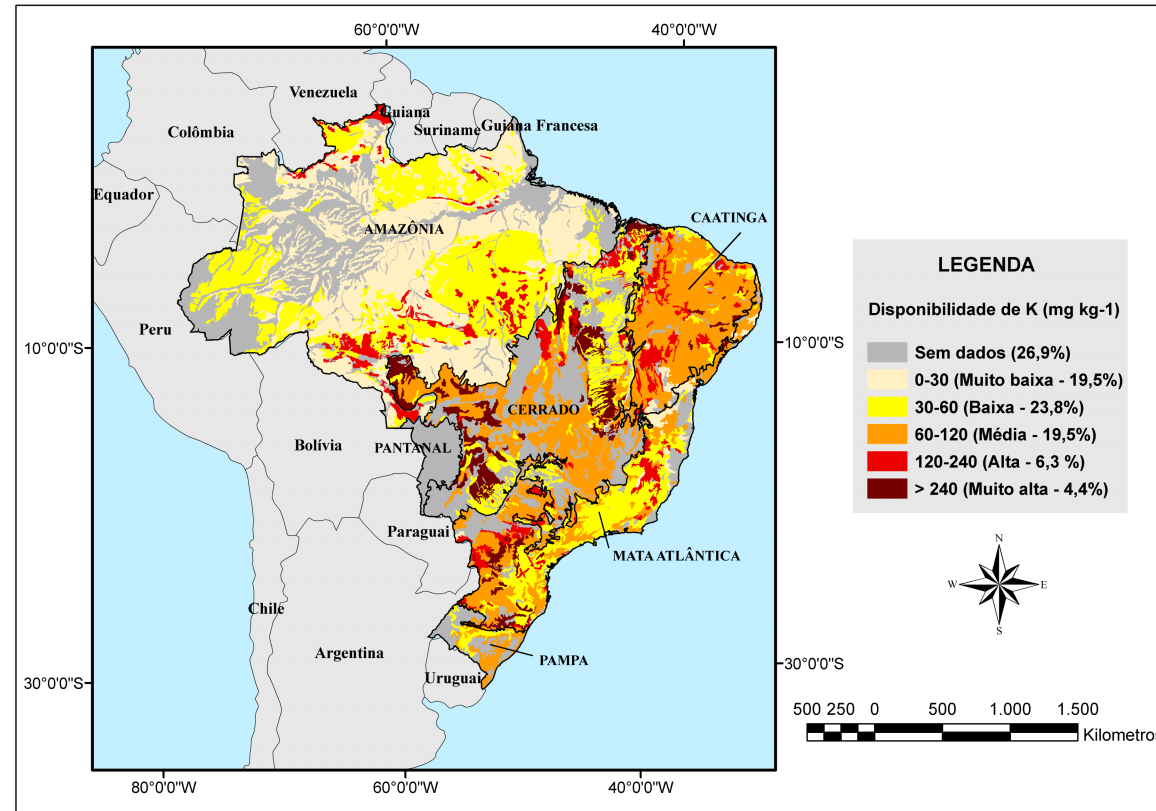 60°0'0"W
40°0'0"W
Venezuela
Guiana
Suriname
Guiana Francesa
Colômbia
Equador
CAATINGA
AMAZÔNIA
LEGENDA
Disponibilidade de K (mg kg-1)
Sem dados (26,9%)
0-30 (Muito baixa - 19,5%)
30-60 (Baixa - 23,8%)
60-120 (Média - 19,5%)
120-240 (Alta - 6,3 %)
> 240 (Muito alta - 4,4%)
Peru
10°0'0"S
10°0'0"S
CERRADO
Bolívia
PANTANAL
Paraguai
MATA ATLÂNTICA
N
W
E
S
Chile
Argentina
PAMPA
Uruguai
30°0'0"S
30°0'0"S
500 250 0 500 1.000 1.500
Kilometros
80°0'0"W
60°0'0"W
40°0'0"W